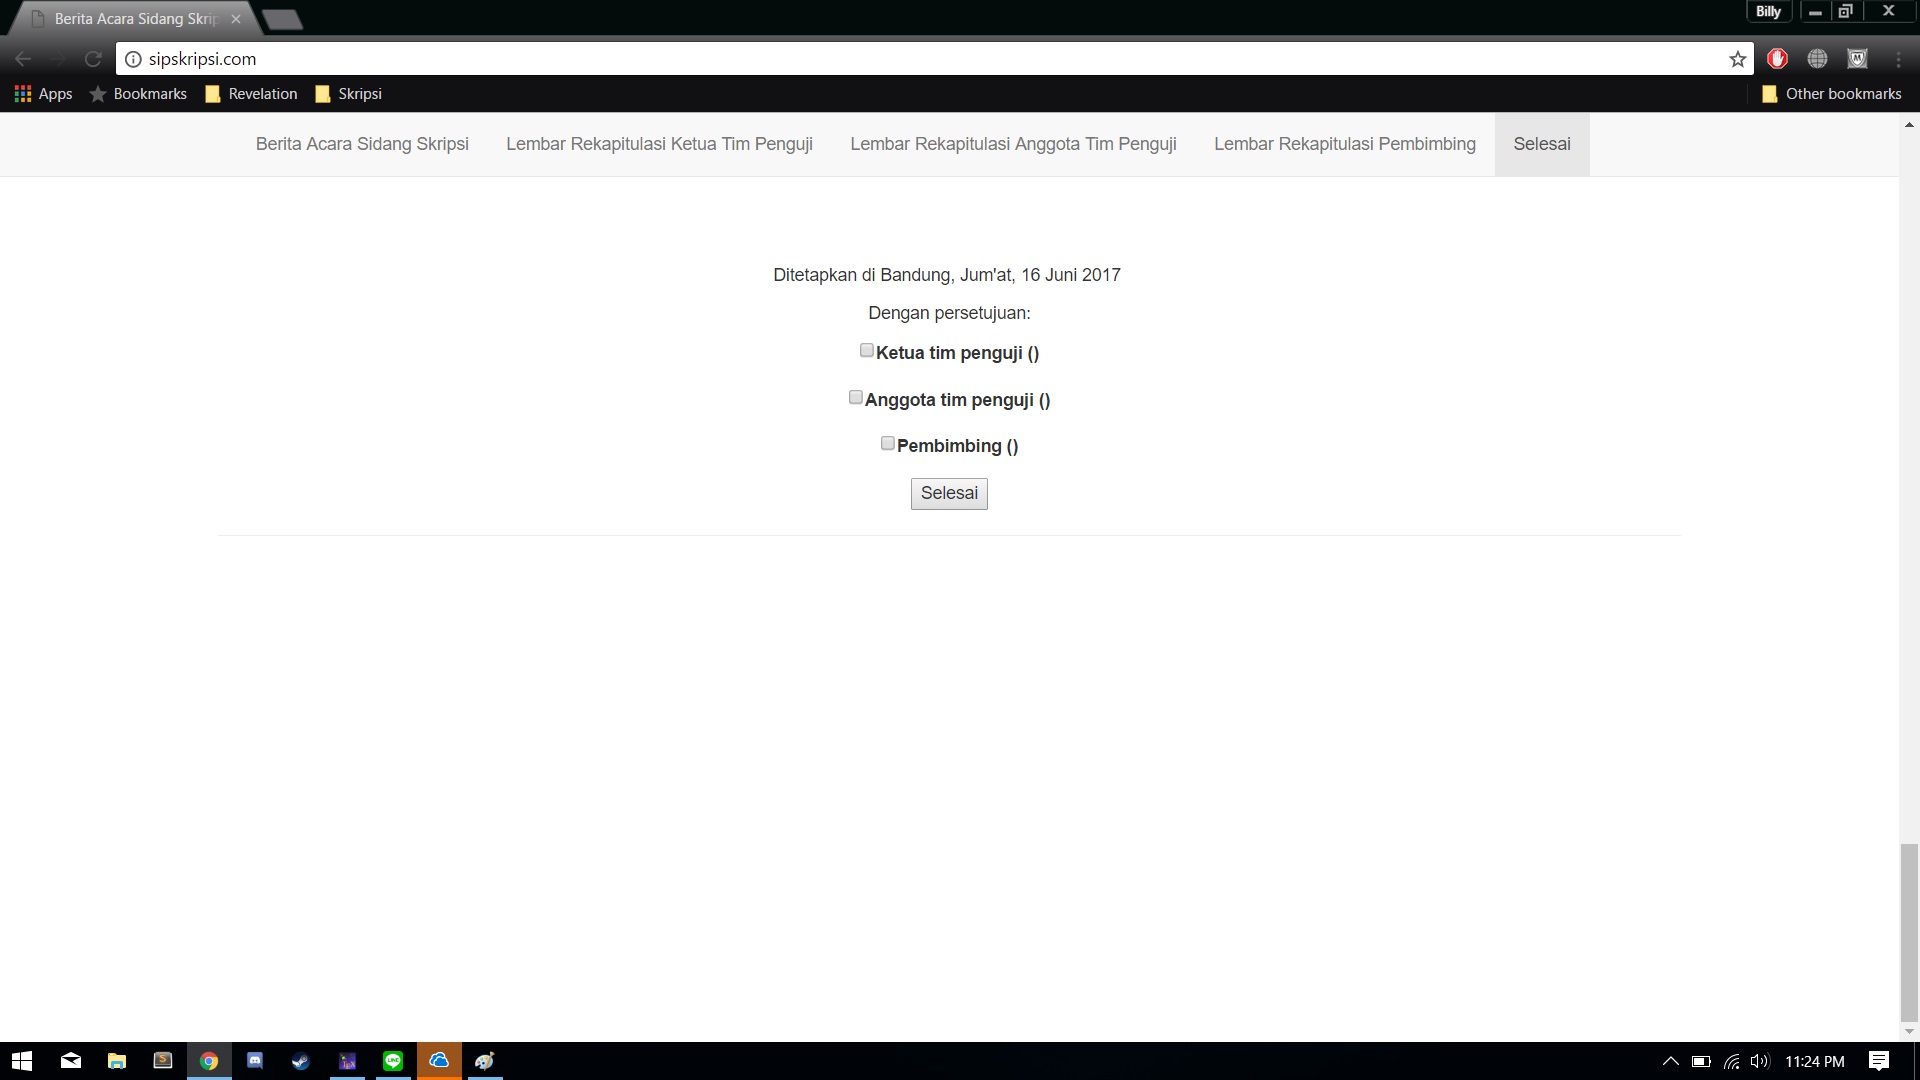 Berita Acara Sidang Skrip
Billy
sipskripsi.com
Apps Bookmarks Revelation Skripsi Other bookmarks
Berita Acara Sidang Skripsi Lembar Rekapitulasi Ketua Tim Penguji Lembar Rekapitulasi Anggota Tim Penguji Lembar Rekapitulasi Pembimbing Selesai
Ditetapkan di Bandung, Jum'at, 16 Juni 2017
Dengan persetujuan:
Ketua tim penguji ()
Anggota tim penguji ()
Pembimbing ()
Selesai
11:24 PM